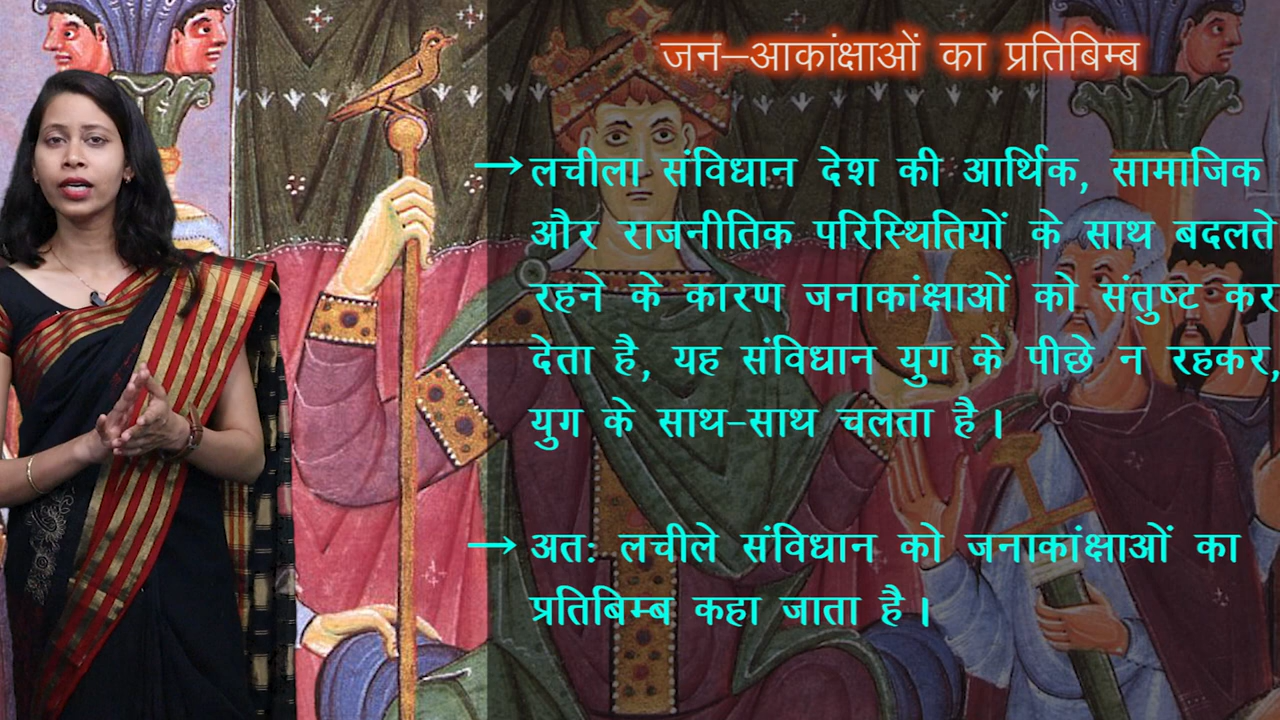 जन–आकांक्षाओं का प्रतिबिम्ब
→ लचीला संविधान देश की आर्थिक, सामाजिक
और राजनीतिक परिस्थितियों के साथ बदलते
रहने के कारण जनाकांक्षाओं को संतुष्ट कर
देता है, यह संविधान युग के पीछे न रहकर,
युग के साथ–साथ चलता है।
→ अतः लचीले संविधान को जनाकांक्षाओं का
प्रतिबिम्ब कहा जाता है।